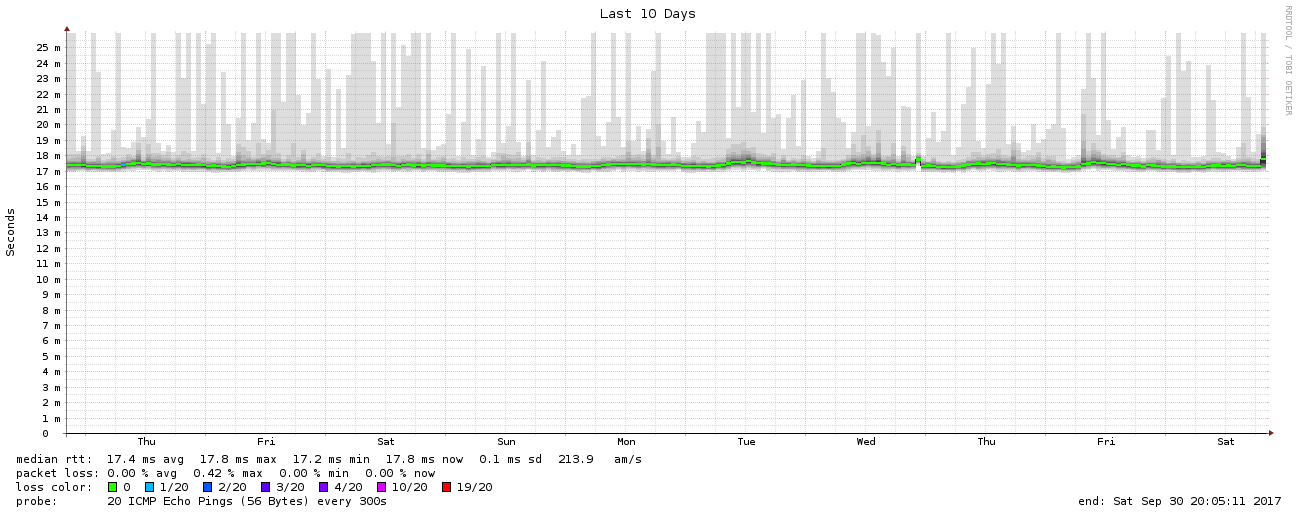 Last 10 Days
RRDTOOL / TOBI OETIKER
Seconds
25 m
24 m
23 m
22 m
21 m
20 m
19 m
18 m
17 m
16 m
15 m
14 m
13 m
12 m
11 m
10 m
9 m
8 m
7 m
6 m
5 m
4 m
3 m
2 m
1 m
0
Thu Fri Sat Sun Mon Tue Wed Thu Fri Sat
median rtt: 17.4 ms avg 17.8 ms max 17.2 ms min 17.8 ms now 0.1 ms sd 213.9 am/s
packet loss: 0.00 % avg 0.42 % max 0.00 % min 0.00 % now
loss color: 0 1/20 2/20 3/20 4/20 10/20 19/20
probe: 20 ICMP Echo Pings (56 Bytes) every 300s end: Sat Sep 30 20:05:11 2017